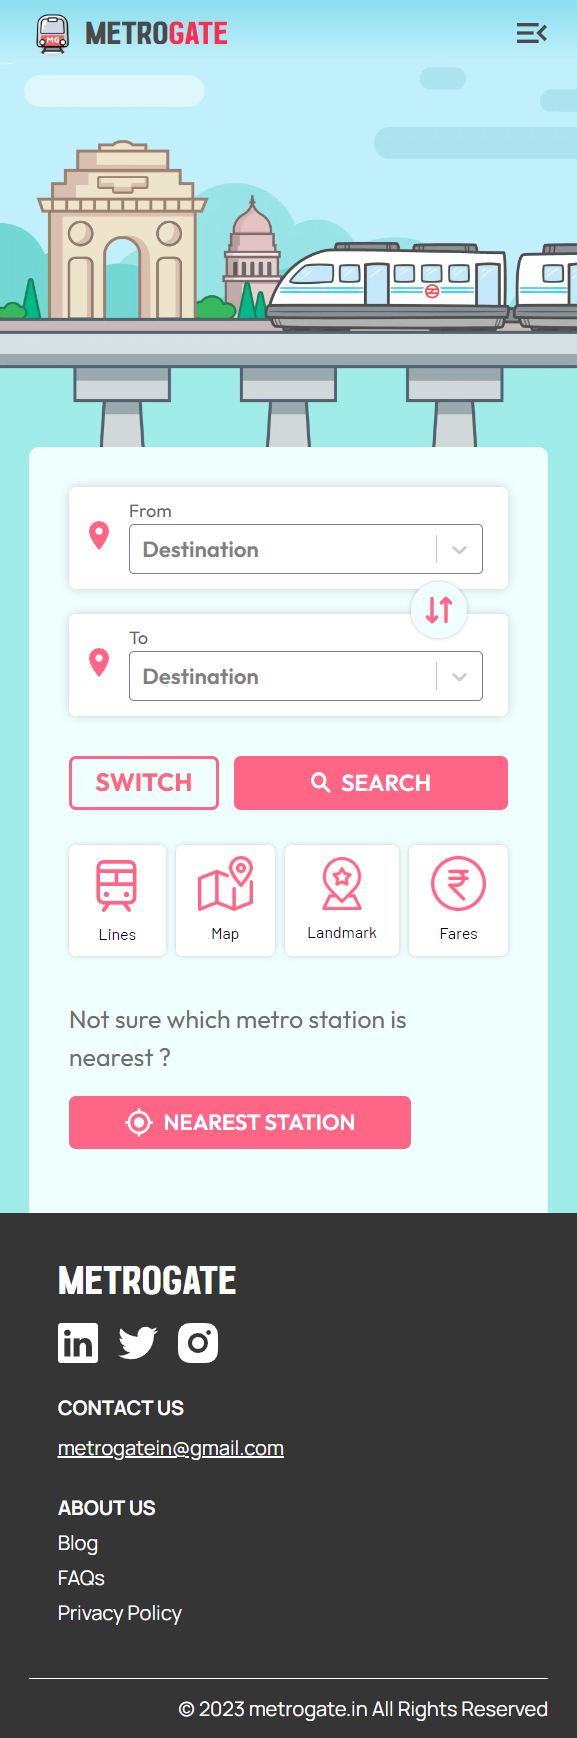 MG
METROGATE
From
Destination
To
Destination
SWITCH
SEARCH
Lines
Map
Landmark
Fares
Not sure which metro station is
nearest ?
NEAREST STATION
METROGATE
in
CONTACT US
metrogatein@gmail.com
ABOUT US
Blog
FAQs
Privacy Policy
© 2023 metrogate.in All Rights Reserved